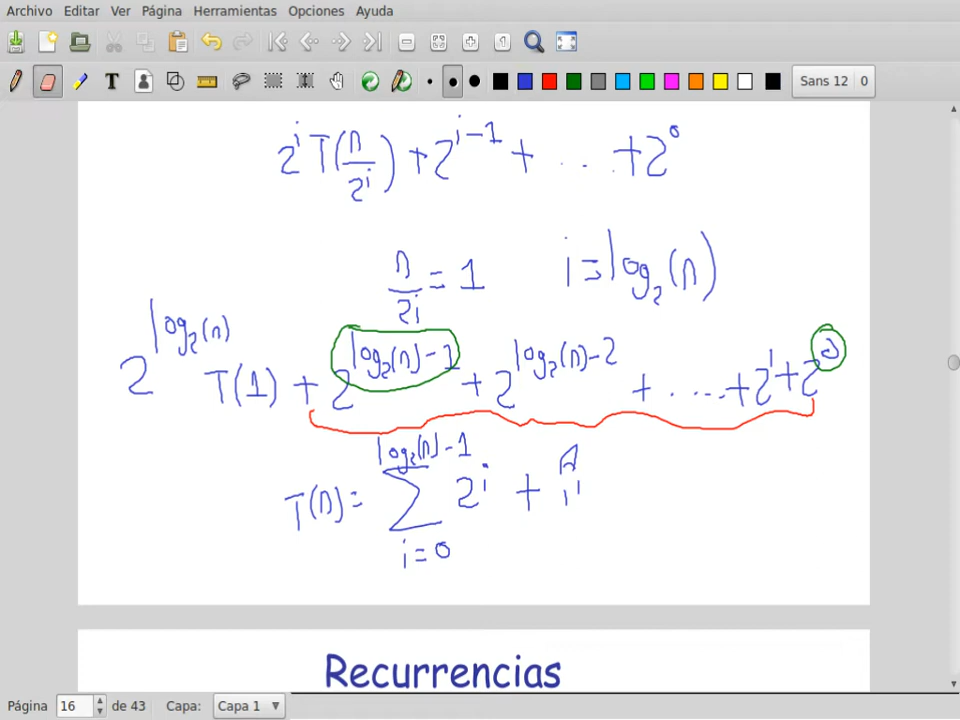 Archivo Editar Ver Página Herramientas Opciones Ayuda
Sans 12 0
2^i T(n/2^i) + 2^(i-1) + ... + 2^0
n/2i = 1 i = log₂(n)
2^(log₂(n)) T(1) + 2^(log₂(n)-1) + 2^(log₂(n)-2) + ..... + 2^1 + 2^0
T(n) = ∑_(i=0)^(log₂(n)-1) 2^i +
Recurrencias
Página 16 de 43 Capa: Capa 1